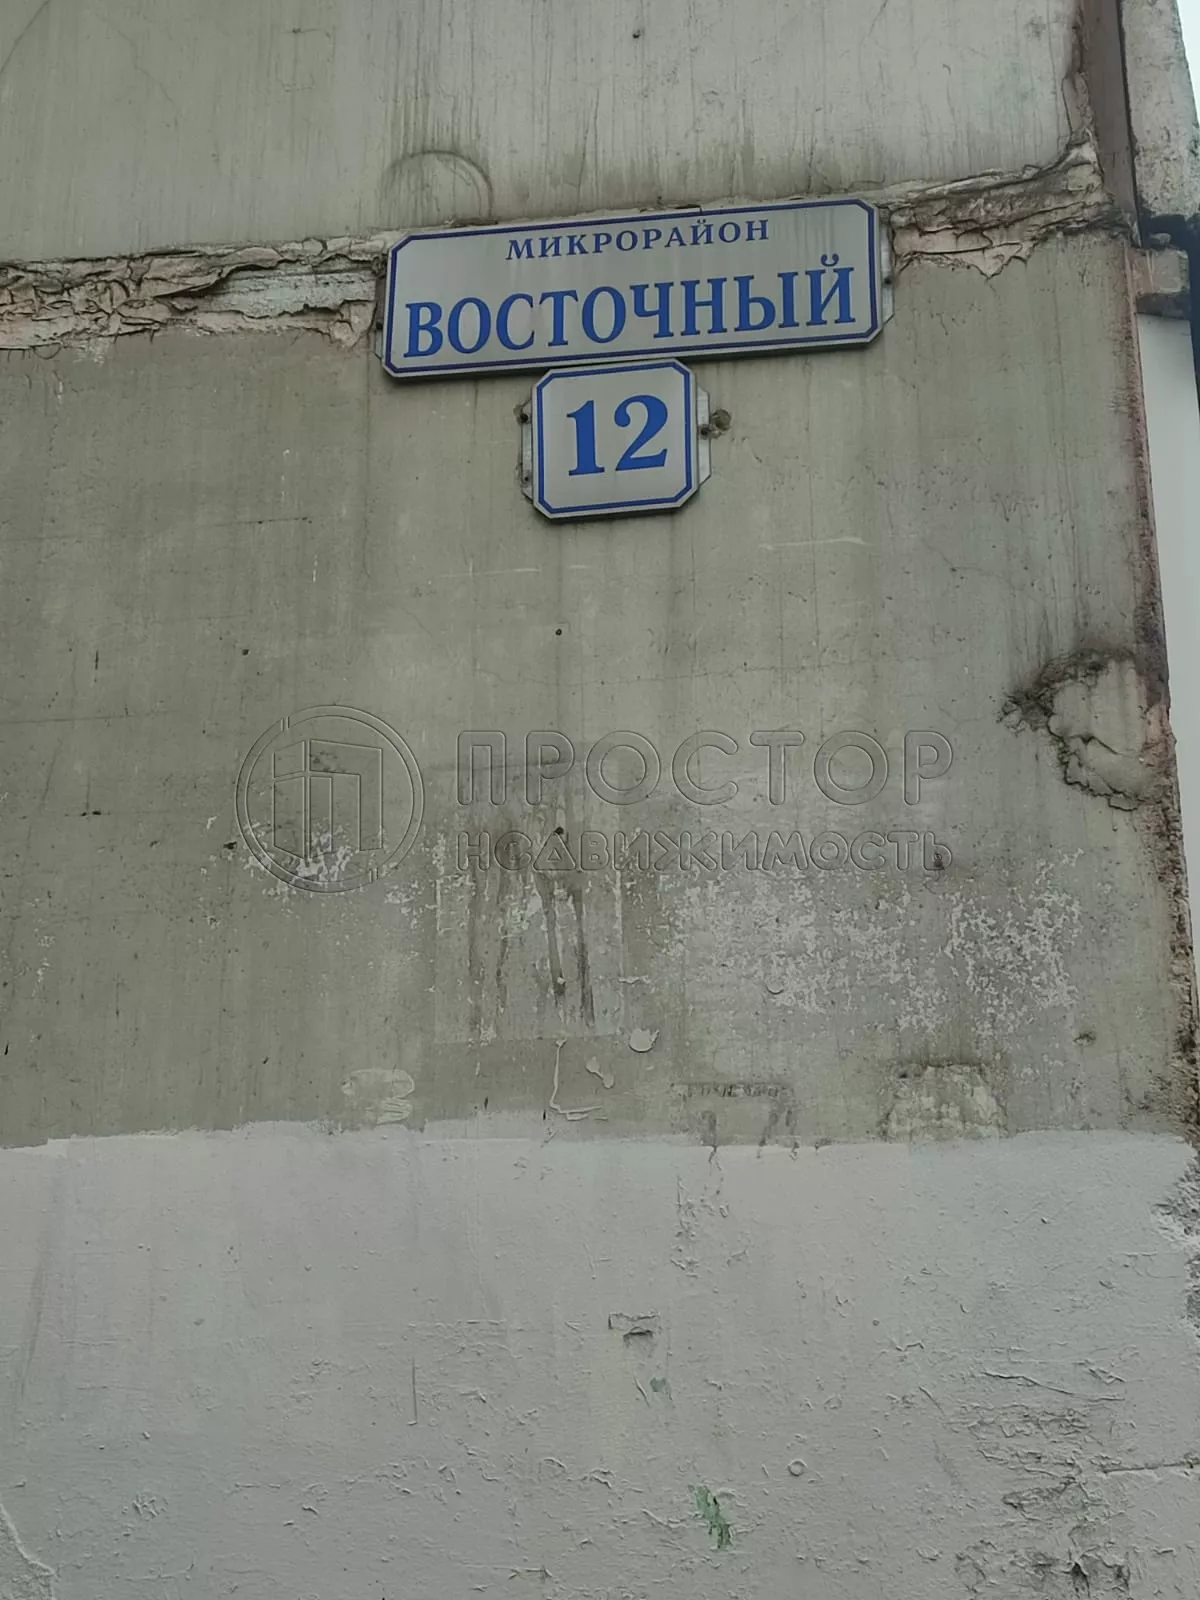 МИКРОРАЙОН
ВОСТОЧНЫЙ
12
ПРОСТОР
НЕДВИЖИМОСТЬ